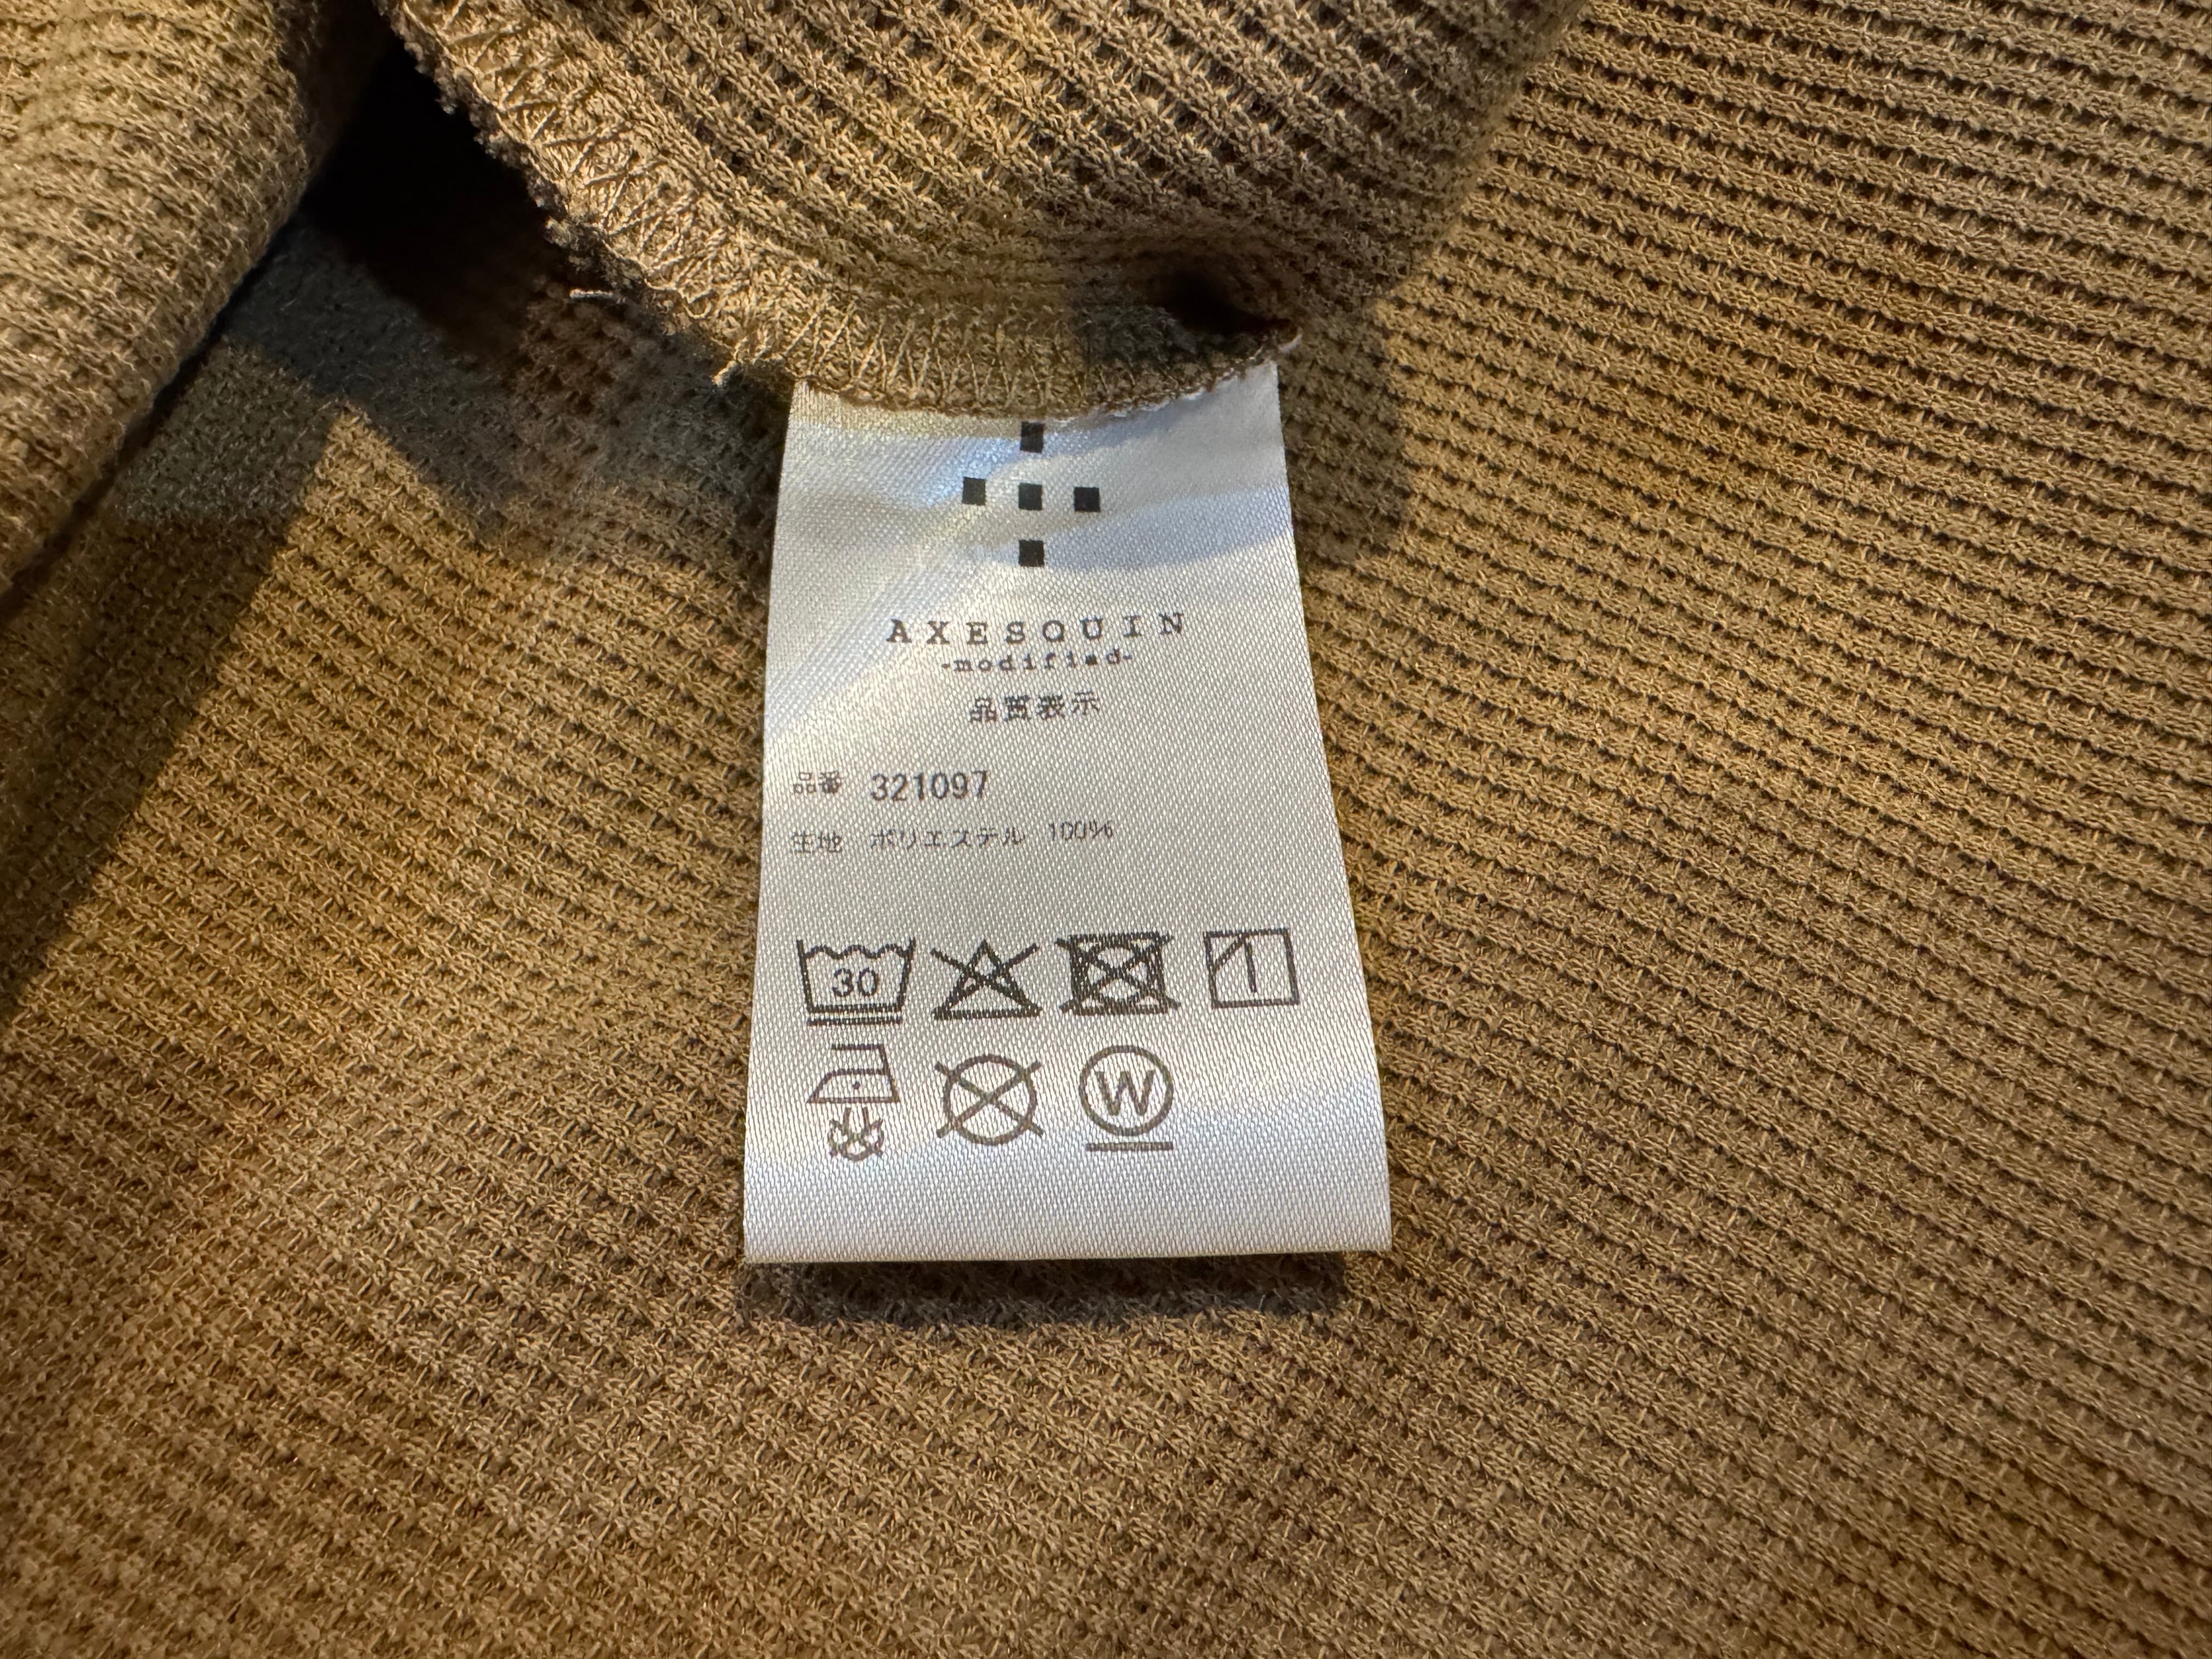 AXESQUIN
-modified-
品質表示
品番 321097
生地 ポリエステル 100%
30
W